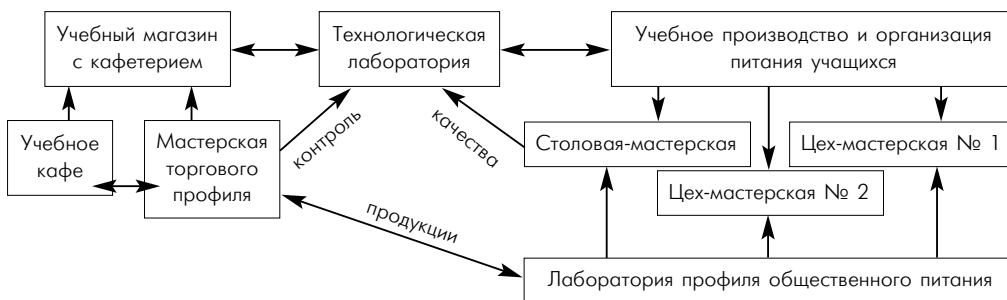 Учебный магазин
с кафетерием
Технологическая
лаборатория
Учебное производство и организация
питания учащихся
Учебное
кафе
Мастерская
торгового
профиля
контроль
качества
продукции
Столовая-мастерская
Цех-мастерская № 1
Цех-мастерская № 2
Лаборатория профиля общественного питания